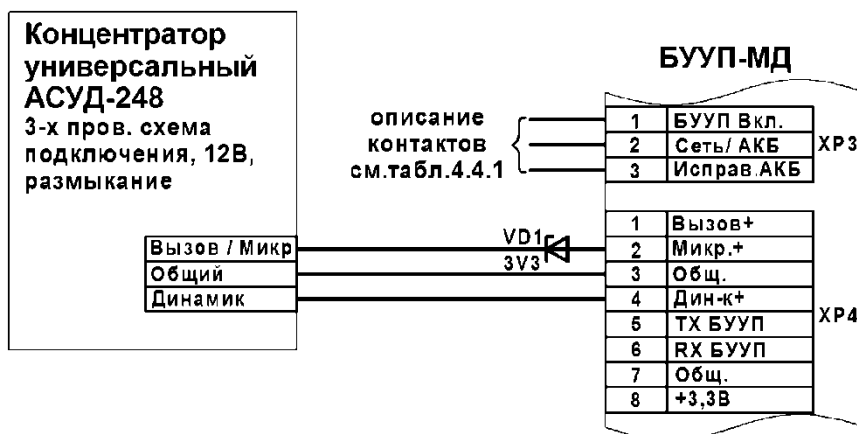 Концентратор
универсальный
АСУД-248
3-х пров. схема
подключения, 12В,
размыкание
Вызов / Микр
Общий
Динамик
описание
контактов
см.табл.4.4.1
VD1
3V3
БУУП-МД
1 БУУП Вкл.
2 Сеть/ АКБ
3 Исправ.АКБ
XP3
1 Вызов+
2 Микр.+
3 Общ.
4 Дин-к+
5 TX БУУП
6 RX БУУП
7 Общ.
8 +3,3В
XP4